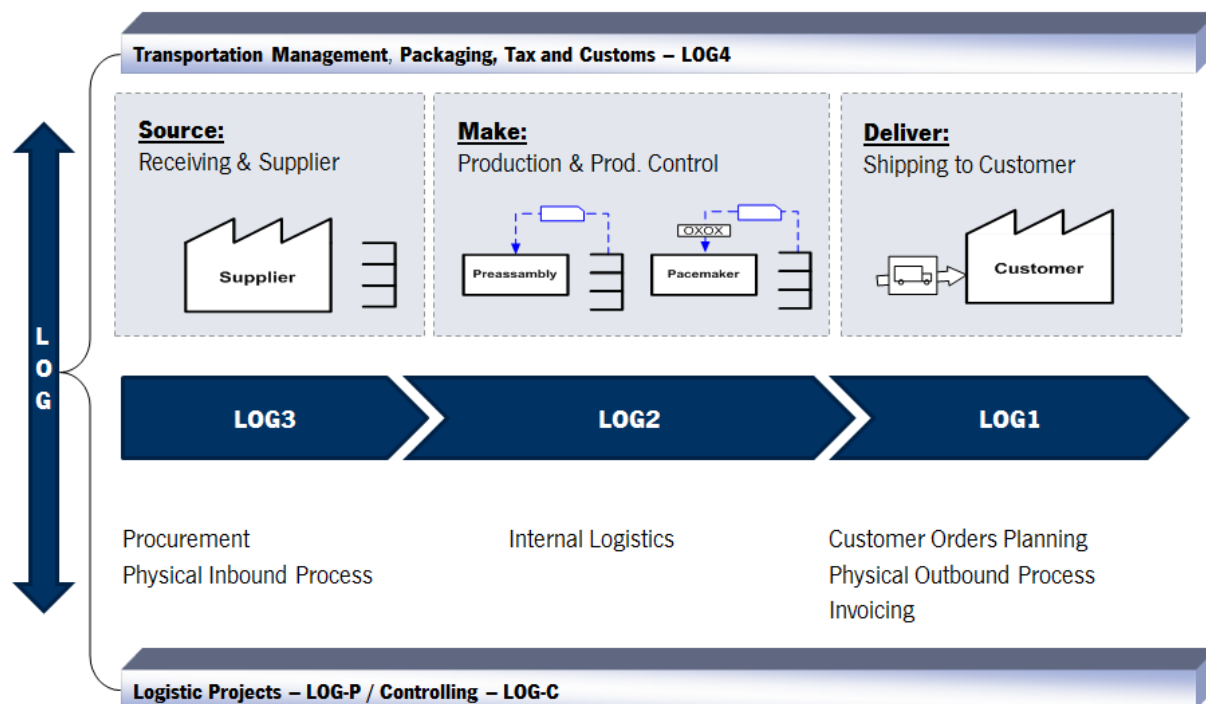 Transportation Management, Packaging, Tax and Customs – LOG4
Source:
Receiving & Supplier
Supplier
Make:
Production & Prod. Control
Preassambly
OXOX
Pacemaker
Deliver:
Shipping to Customer
Customer
L
O
G
LOG3
LOG2
LOG1
Procurement
Physical Inbound Process
Internal Logistics
Customer Orders Planning
Physical Outbound Process
Invoicing
Logistic Projects – LOG-P / Controlling – LOG-C